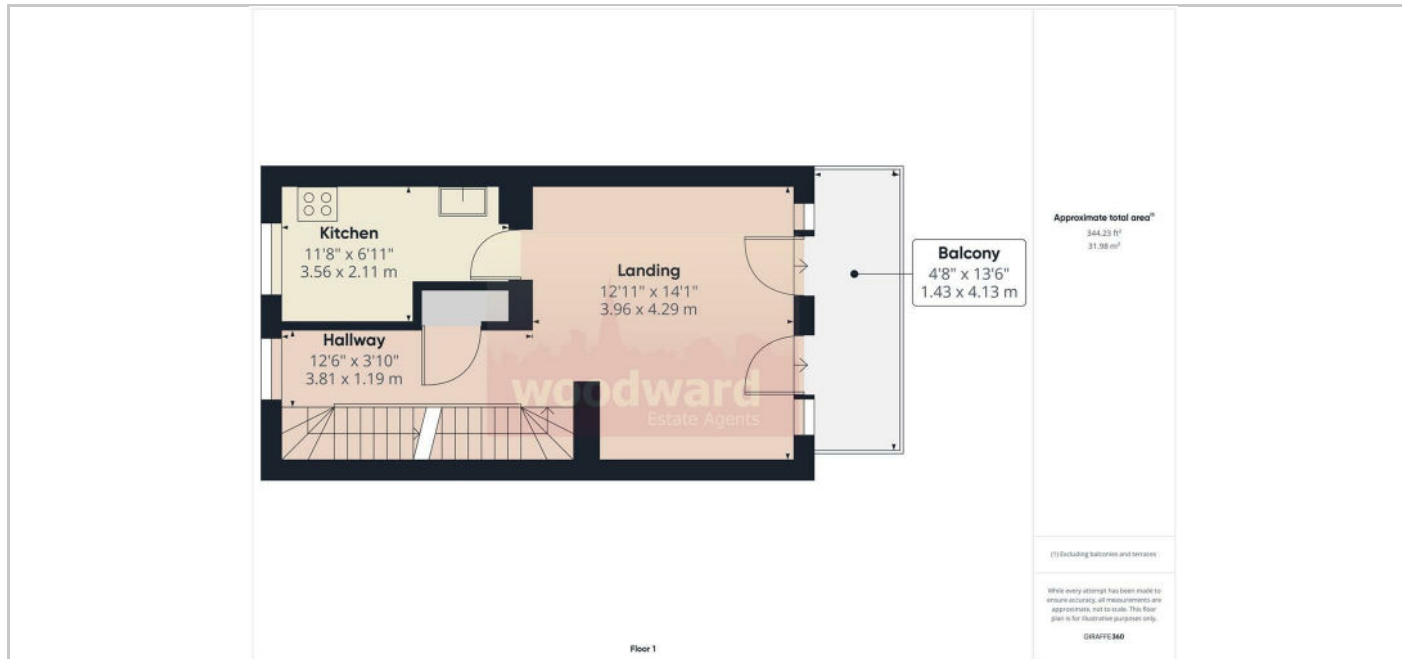 Kitchen
11'8" x 6'11"
3.56 x 2.11 m
Landing
12'11" x 14'1"
3.96 x 4.29 m
Balcony
4'8" x 13'6"
1.43 x 4.13 m
Hallway
12'6" x 3'10"
3.81 x 1.19 m
woodward
Estate Agents
Floor 1
Approximate total area⁽¹⁾
344.23 ft²
31.98 m²
(1) Excluding balconies and terraces
While every attempt has been made to
ensure accuracy, all measurements are
approximate, not to scale. This floor
plan is for illustrative purposes only.
GIRAFFE360